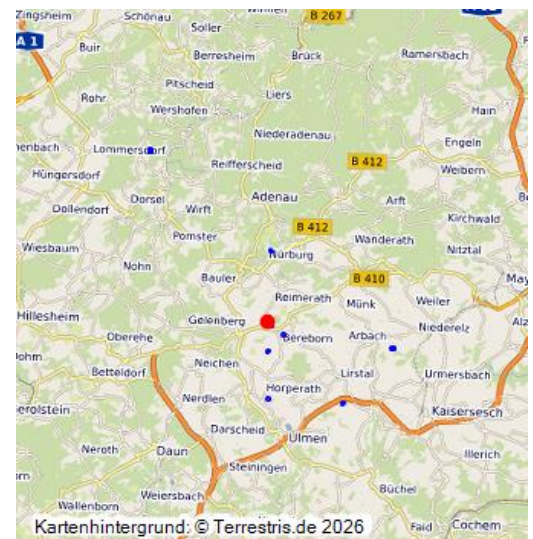 Zingsheim
Schönau
B 267
Soller
A 1
Buir
Berresheim
Brück
Ramersbach
Pitscheid
Rohr
Liers
Wershofen
Hain
Niederadenau
Engeln
Lommersdorf
Reifferscheid
B 412
Weibern
Hüngersdorf
Dorsel
Adenau
Arft
Dollendorf
Wirft
Kirchwald
B 412
Pomster
Wanderath
Wiesbaum
Nürburg
Nitztal
Nohn
Bauler
B 410
Reimerath
Münk
Weiler
Hillesheim
Gelenberg
Niederelz
Oberehe
Bereborn
Arbach
Neichen
Betteldorf
Lirstal
Urmersbach
Horperath
Nerdlen
Kaisersesch
Darscheid
Ulmen
Neroth
Daun
Illerich
Steiningen
Weiersbach
Büchel
Wallenborn
Kartenhintergrund: © Terrestris.de 2026
Faid
Cochem